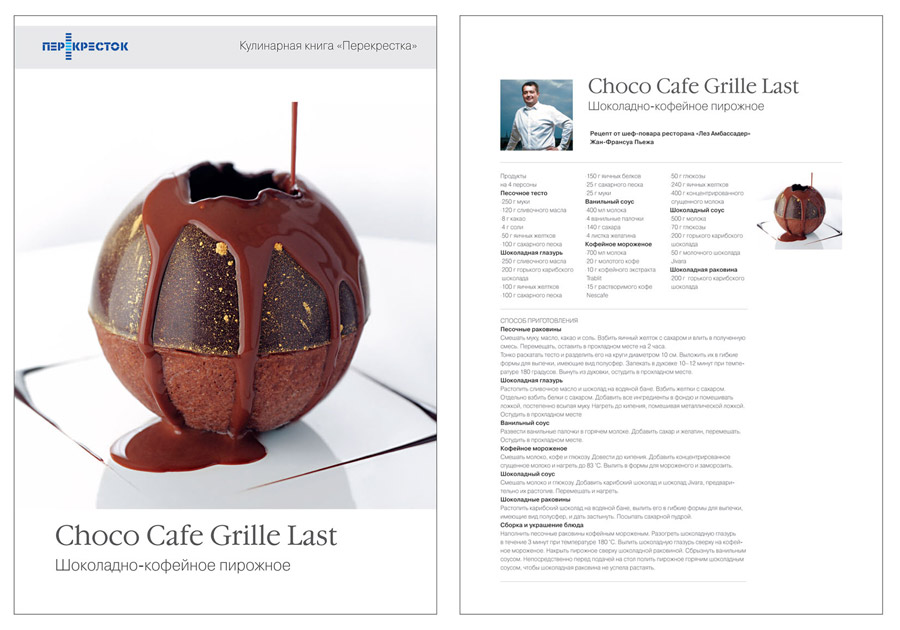 ПЕРЕКРЕСТОК
Кулинарная книга «Перекрестка»
Choco Cafe Grille Last
Шоколадно-кофейное пирожное
Choco Cafe Grille Last
Шоколадно-кофейное пирожное
Рецепт от шеф-повара ресторана «Лез Амбассадер»
Жан-Франсуа Пьежа
Продукты
на 4 персоны
Песочное тесто
250 г муки
120 г сливочного масла
8 г какао
4 г соли
50 г яичных желтков
100 г сахарного песка
Шоколадная глазурь
250 г сливочного масла
200 г горького карибского
шоколада
100 г яичных желтков
100 г сахарного песка
150 г яичных белков
25 г сахарного песка
25 г муки
Ванильный соус
400 мл молока
4 ванильные палочки
140 г сахара
4 листка желатина
Кофейное мороженое
700 мл молока
20 г молотого кофе
10 г кофейного экстракта
Trablit
15 г растворимого кофе
Nescafe
50 г глюкозы
240 г яичных желтков
400 г концентрированного
сгущенного молока
Шоколадный соус
500 г молока
70 г глюкозы
200 г горького карибского
шоколада
50 г молочного шоколада
Jivara
Шоколадная раковина
200 г горького карибского
шоколада
СПОСОБ ПРИГОТОВЛЕНИЯ
Песочные раковины
Смешать муку, масло, какао и соль. Взбить яичный желток с сахаром и влить в полученную
смесь. Перемешать, оставить в прохладном месте на 2 часа.
Тонко раскатать тесто и разделить его на круги диаметром 10 см. Выложить их в гибкие
формы для выпечки, имеющие вид полусфер. Запекать в духовке 10–12 минут при темпе-
ратуре 180 градусов. Вынуть из духовки, остудить в прохладном месте.
Шоколадная глазурь
Растопить сливочное масло и шоколад на водяной бане. Взбить желтки с сахаром.
Отдельно взбить белки с сахаром. Добавить все ингредиенты в фондю и помешивать
ложкой, постепенно всыпая муку. Нагреть до кипения, помешивая металлической ложкой.
Остудить в прохладном месте
Ванильный соус
Развести ванильные палочки в горячем молоке. Добавить сахар и желатин, перемешать.
Остудить в прохладном месте.
Кофейное мороженое
Смешать молоко, кофе и глюкозу. Довести до кипения. Добавить концентрированное
сгущенное молоко и нагреть до 83 °С. Вылить в формы для мороженого и заморозить.
Шоколадный соус
Смешать молоко и глюкозу. Добавить карибский шоколад и шоколад Jivara, предвари-
тельно их растопив. Перемешать и нагреть.
Шоколадные раковины
Растопить карибский шоколад на водяной бане, вылить его в гибкие формы для выпечки,
имеющие вид полусфер, и дать застынуть. Посыпать сахарной пудрой.
Сборка и украшение блюда
Наполнить песочные раковины кофейным мороженым. Разогреть шоколадную глазурь
в течение 3 минут при температуре 180 °С. Вылить шоколадную глазурь сверху на кофей-
ное мороженое. Накрыть пирожное сверху шоколадной раковиной. Сбрызнуть ванильным
соусом. Непосредственно перед подачей на стол полить пирожное горячим шоколадным
соусом, чтобы шоколадная раковина не успела растаять.